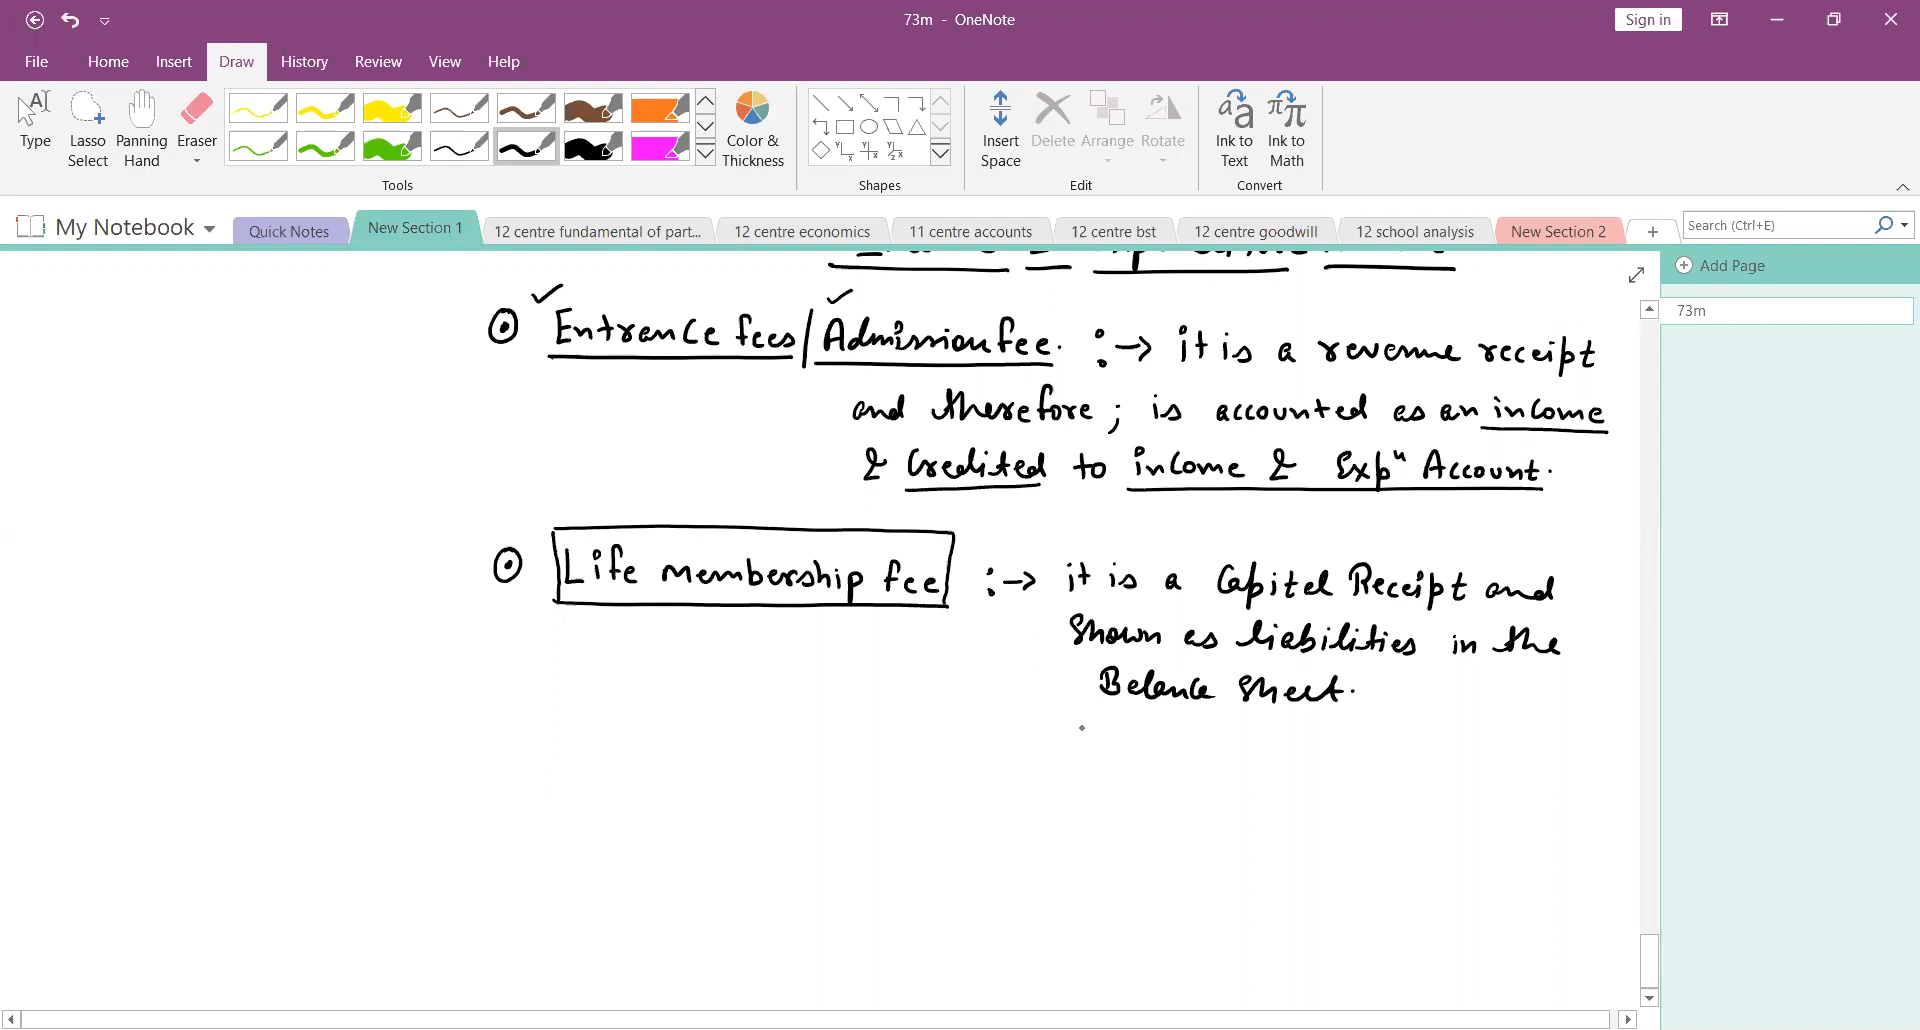 73m - OneNote
Sign in
File Home Insert Draw History Review View Help
Type
Lasso Select
Panning Hand
Eraser
Color & Thickness
Insert Space
Delete
Arrange
Rotate
Ink to Text
Ink to Math
Tools
Shapes
Edit
Convert
My Notebook
Quick Notes
New Section 1
12 centre fundamental of part...
12 centre economics
11 centre accounts
12 centre bst
12 centre goodwill
12 school analysis
New Section 2
Search (Ctrl+E)
Add Page
73m
Entrance fees / Admission fee. :→ it is a revenue receipt
and therefore; is accounted as an income
& Credited to income & Expⁿ Account.
Life membership fee :→ it is a Capital Receipt and
Shown as liabilities in the
Balance Sheet.